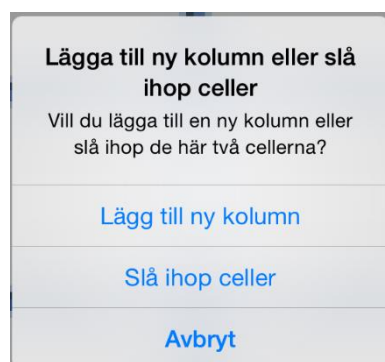 Lägga till ny kolumn eller slå
ihop celler
Vill du lägga till en ny kolumn eller
slå ihop de här två cellerna?
Lägg till ny kolumn
Slå ihop celler
Avbryt